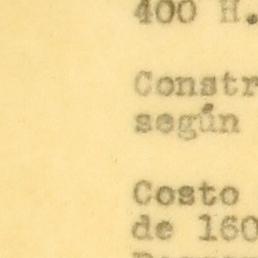 400 H.
Constr
según
Costo
de 160